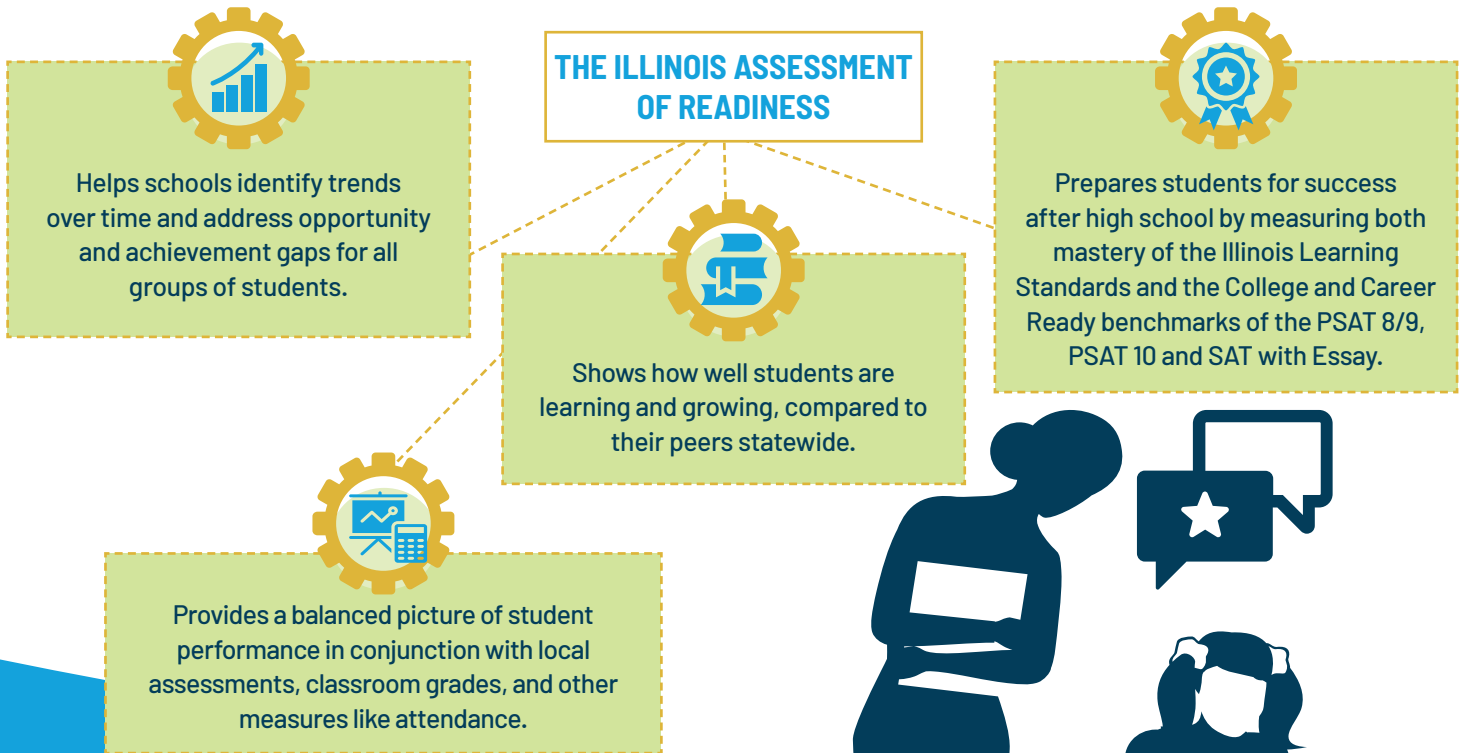 THE ILLINOIS ASSESSMENT
OF READINESS
Helps schools identify trends
over time and address opportunity
and achievement gaps for all
groups of students.
Prepares students for success
after high school by measuring both
mastery of the Illinois Learning
Standards and the College and Career
Ready benchmarks of the PSAT 8/9,
PSAT 10 and SAT with Essay.
Shows how well students are
learning and growing, compared to
their peers statewide.
Provides a balanced picture of student
performance in conjunction with local
assessments, classroom grades, and other
measures like attendance.